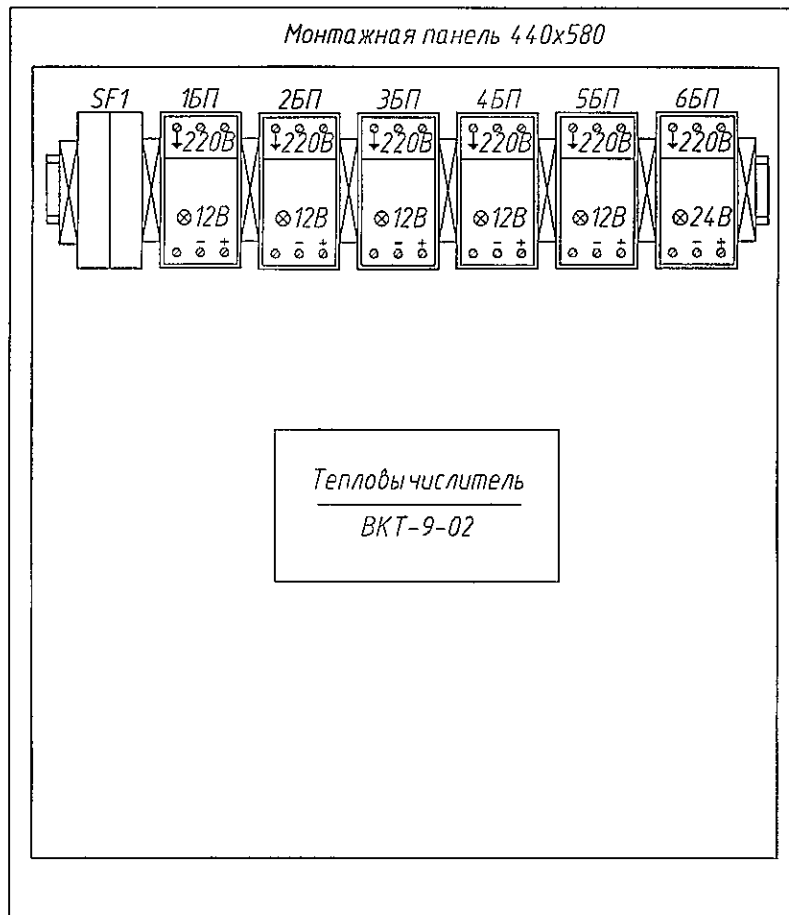 Монтажная панель 440х580
SF1 1БП 2БП 3БП 4БП 5БП 6БП
220В 220В 220В 220В 220В 220В
12В 12В 12В 12В 12В 24В
– + – + – + – + – + – +
Тепловычислитель
ВКТ-9-02